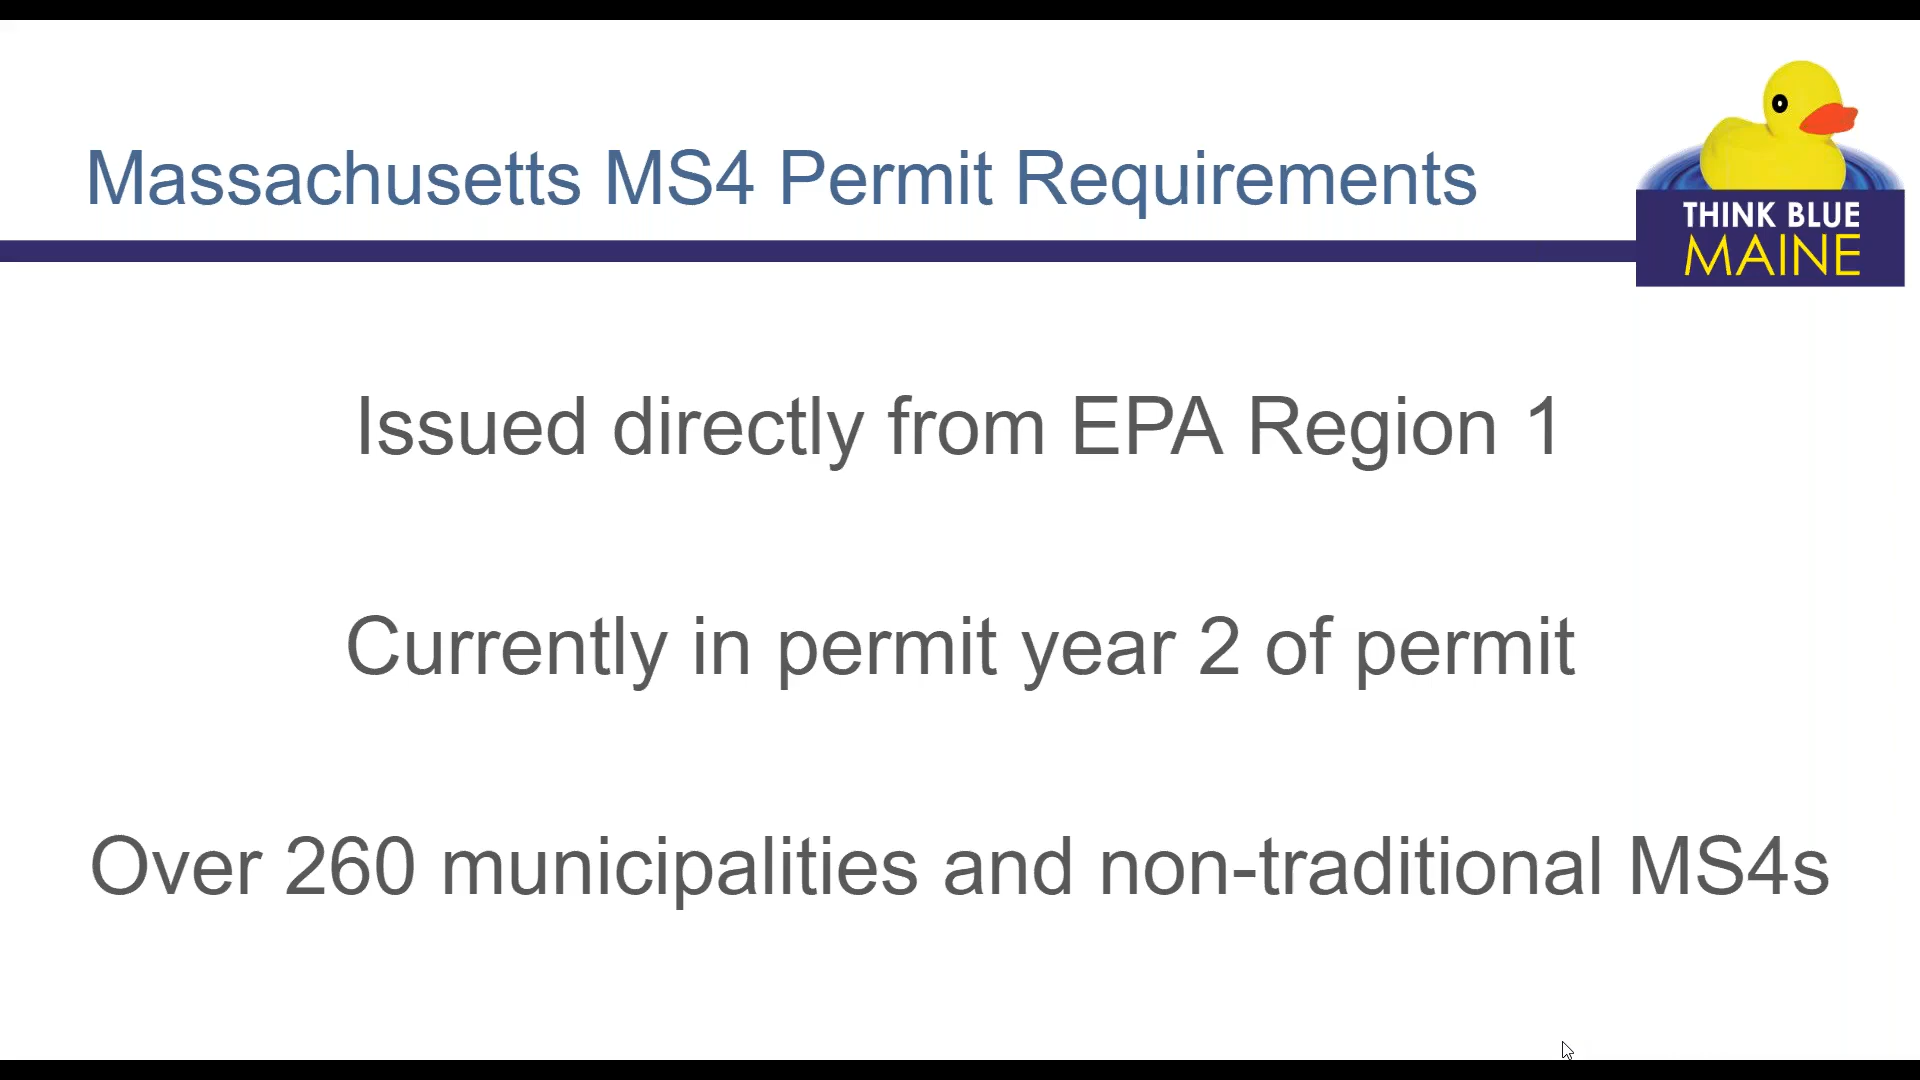 Massachusetts MS4 Permit Requirements
THINK BLUE
MAINE
Issued directly from EPA Region 1
Currently in permit year 2 of permit
Over 260 municipalities and non-traditional MS4s